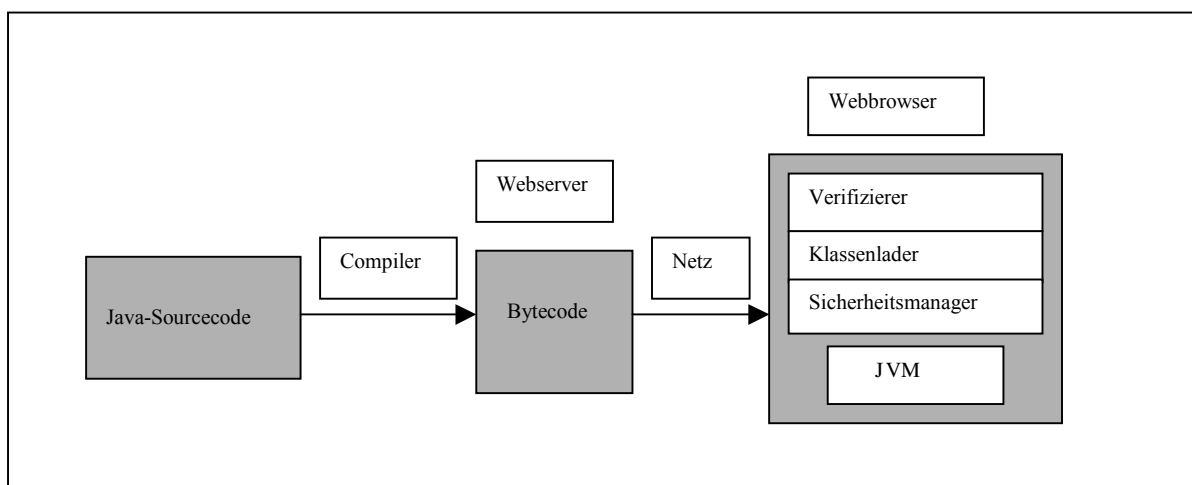 Webbrowser
Webserver
Verifizierer
Compiler
Netz
Klassenlader
Java-Sourcecode
Bytecode
Sicherheitsmanager
JVM